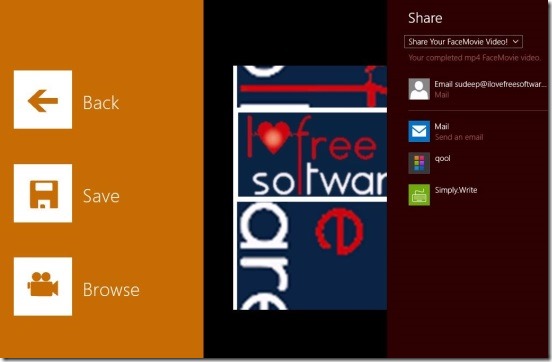 Back
Save
Browse
I free
software
are
e
Share
Share Your FaceMovie Video!
Your completed mp4 FaceMovie video.
Email sudeep@ilovefreesoftwar...
Mail
Mail
Send an email
qool
Simply.Write